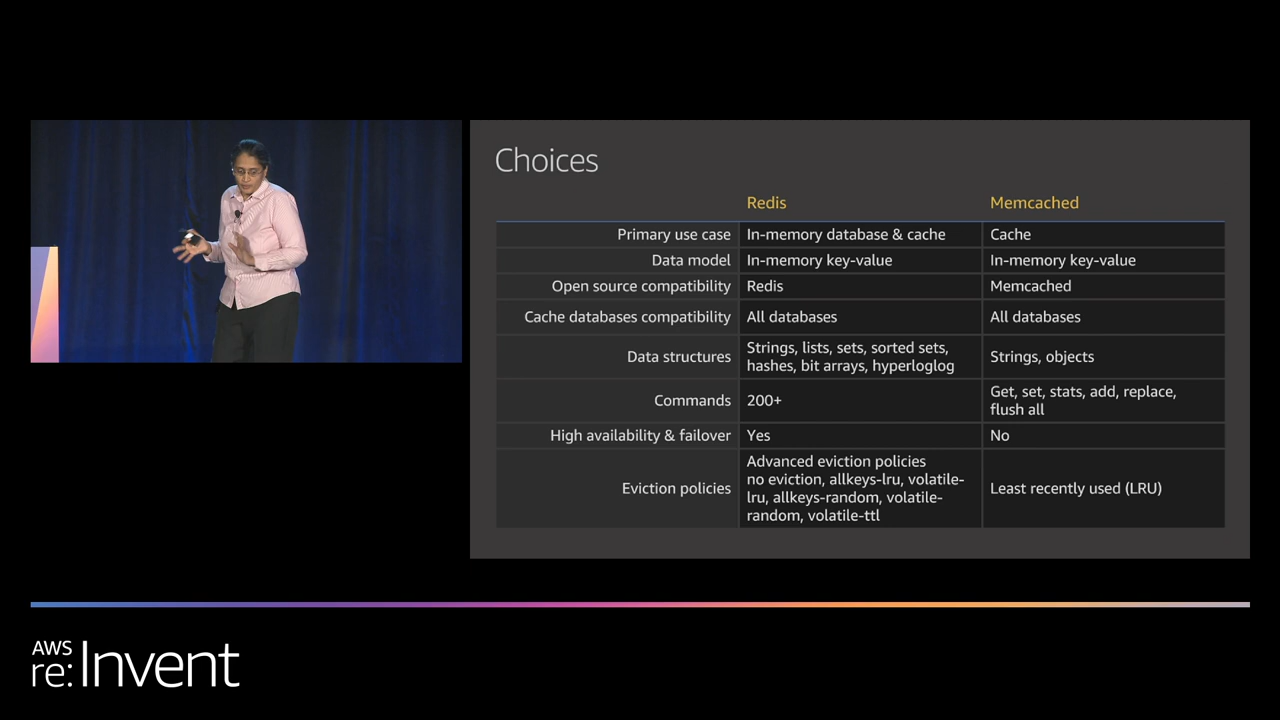 Choices
Redis Memcached
Primary use case In-memory database & cache Cache
Data model In-memory key-value In-memory key-value
Open source compatibility Redis Memcached
Cache databases compatibility All databases All databases
Data structures
Strings, lists, sets, sorted sets,
hashes, bit arrays, hyperloglog
Strings, objects
Commands 200+
Get, set, stats, add, replace,
flush all
High availability & failover Yes No
Eviction policies
Advanced eviction policies
no eviction, allkeys-lru, volatile-
lru, allkeys-random, volatile-
random, volatile-ttl
Least recently used (LRU)
AWS
re:Invent